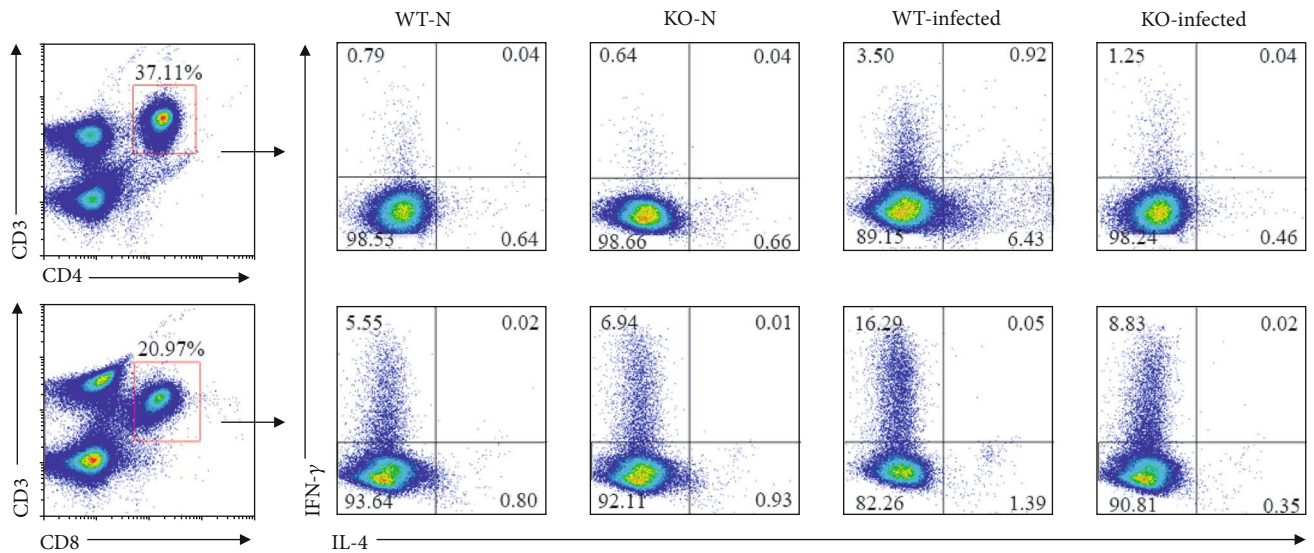 WT-N KO-N WT-infected KO-infected
37.11%
CD3
CD4
0.79 0.04
98.53 0.64
0.64 0.04
98.66 0.66
3.50 0.92
89.15 6.43
1.25 0.04
98.24 0.46
20.97%
CD3
CD8
5.55 0.02
93.64 0.80
6.94 0.01
92.11 0.93
16.29 0.05
82.26 1.39
8.83 0.02
90.81 0.35
IFN-γ
IL-4